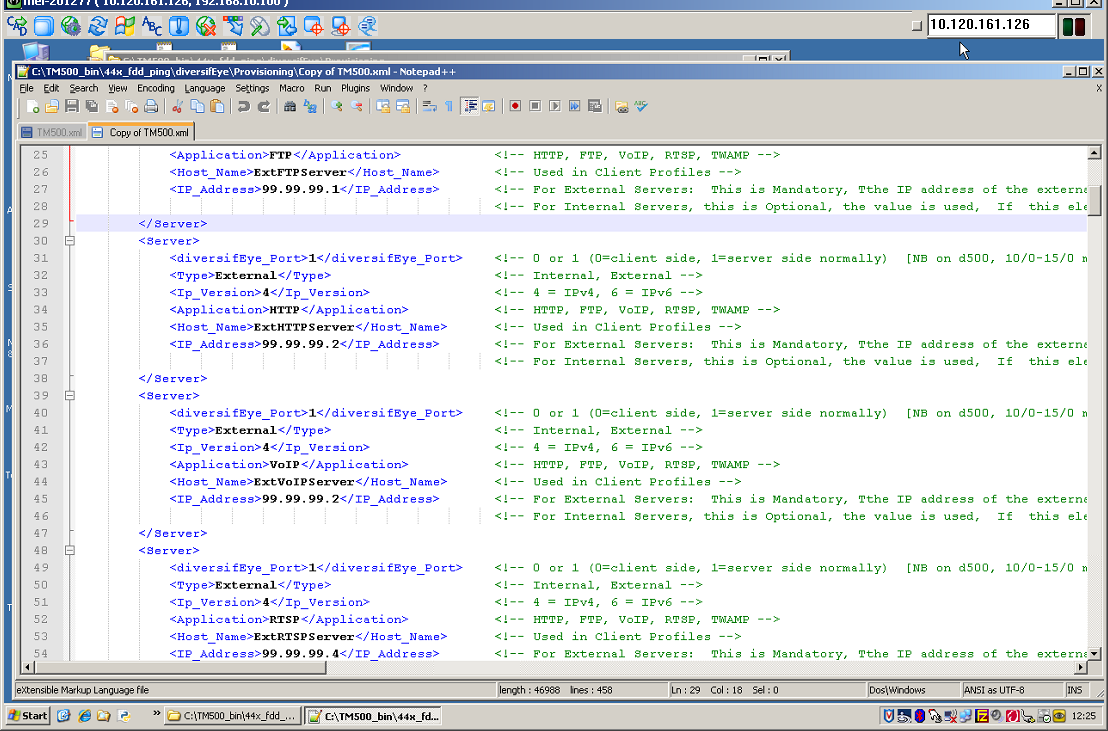 mel-201277 ( 10.120.161.126, 192.168.10.100 )
10.120.161.126
C:\TM500_bin\44x_fdd_ping\diversifEye\Provisioning\Copy of TM500.xml - Notepad++
File Edit Search View Encoding Language Settings Macro Run Plugins Window ? X
TM500.xml Copy of TM500.xml
25 <Application>FTP</Application> <!-- HTTP, FTP, VoIP, RTSP, TWAMP -->
26 <Host_Name>ExtFTPServer</Host_Name> <!-- Used in Client Profiles -->
27 <IP_Address>99.99.99.1</IP_Address> <!-- For External Servers: This is Mandatory, Tthe IP address of the externa
28 <!-- For Internal Servers, this is Optional, the value is used, If this ele
29 </Server>
30 <Server>
31 <diversifEye_Port>1</diversifEye_Port> <!-- 0 or 1 (0=client side, 1=server side normally) [NB on d500, 10/0-15/0 m
32 <Type>External</Type> <!-- Internal, External -->
33 <Ip_Version>4</Ip_Version> <!-- 4 = IPv4, 6 = IPv6 -->
34 <Application>HTTP</Application> <!-- HTTP, FTP, VoIP, RTSP, TWAMP -->
35 <Host_Name>ExtHTTPServer</Host_Name> <!-- Used in Client Profiles -->
36 <IP_Address>99.99.99.2</IP_Address> <!-- For External Servers: This is Mandatory, Tthe IP address of the externa
37 <!-- For Internal Servers, this is Optional, the value is used, If this ele
38 </Server>
39 <Server>
40 <diversifEye_Port>1</diversifEye_Port> <!-- 0 or 1 (0=client side, 1=server side normally) [NB on d500, 10/0-15/0 m
41 <Type>External</Type> <!-- Internal, External -->
42 <Ip_Version>4</Ip_Version> <!-- 4 = IPv4, 6 = IPv6 -->
43 <Application>VoIP</Application> <!-- HTTP, FTP, VoIP, RTSP, TWAMP -->
44 <Host_Name>ExtVoIPServer</Host_Name> <!-- Used in Client Profiles -->
45 <IP_Address>99.99.99.2</IP_Address> <!-- For External Servers: This is Mandatory, Tthe IP address of the externa
46 <!-- For Internal Servers, this is Optional, the value is used, If this ele
47 </Server>
48 <Server>
49 <diversifEye_Port>1</diversifEye_Port> <!-- 0 or 1 (0=client side, 1=server side normally) [NB on d500, 10/0-15/0 m
50 <Type>External</Type> <!-- Internal, External -->
51 <Ip_Version>4</Ip_Version> <!-- 4 = IPv4, 6 = IPv6 -->
52 <Application>RTSP</Application> <!-- HTTP, FTP, VoIP, RTSP, TWAMP -->
53 <Host_Name>ExtRTSPServer</Host_Name> <!-- Used in Client Profiles -->
54 <IP_Address>99.99.99.4</IP_Address> <!-- For External Servers: This is Mandatory, Tthe IP address of the externa
eXtensible Markup Language file length : 46988 lines : 458 Ln : 29 Col : 18 Sel : 0 Dos\Windows ANSI as UTF-8 INS
Start » C:\TM500_bin\44x_fdd_... C:\TM500_bin\44x_fd... 12:25